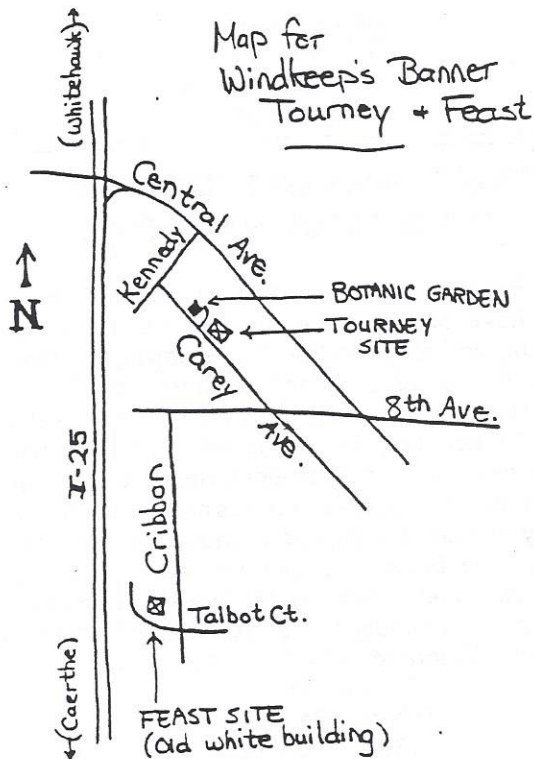 Map for
Windkeep's Banner
Tourney + Feast
(Whitehawk)
Central Ave.
Kennedy
N
BOTANIC GARDEN
TOURNEY
SITE
Carey
Ave.
8th Ave.
I-25
Cribbon
Talbot Ct.
(Caerthe)
FEAST SITE
(old white building)